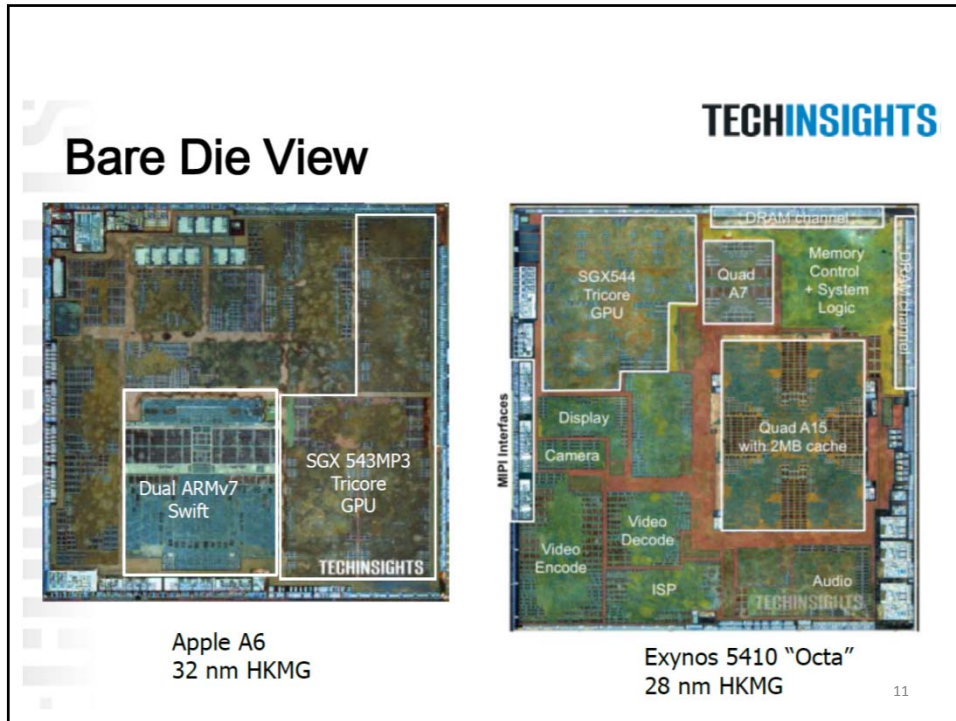 TECHINSIGHTS
Bare Die View
SGX 543MP3
Tricore
GPU
Dual ARMv7
Swift
TECHINSIGHTS
Apple A6
32 nm HKMG
DRAM channel
DRAM channel
SGX544
Tricore
GPU
Quad
A7
Memory
Control
+ System
Logic
MIPI Interfaces
Display
Camera
Quad A15
with 2MB cache
Video
Encode
Video
Decode
ISP
Audio
TECHINSIGHTS
Exynos 5410 “Octa”
28 nm HKMG
11